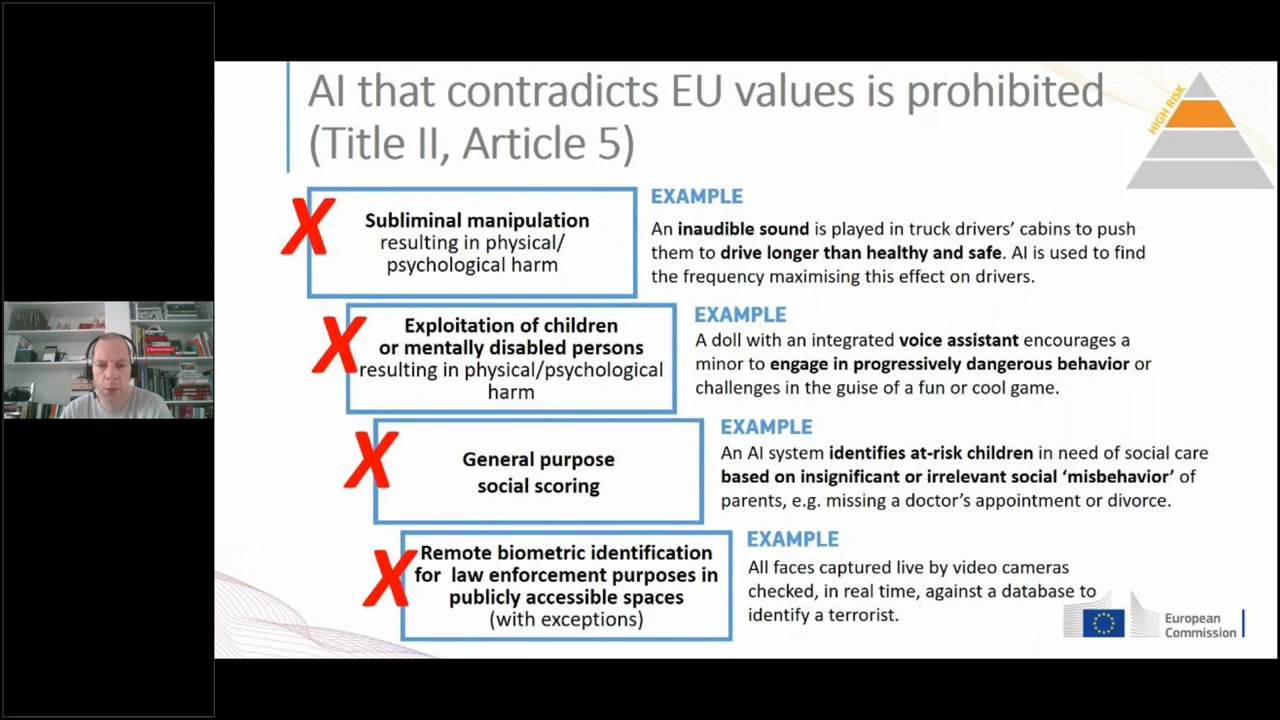 AI that contradicts EU values is prohibited
(Title II, Article 5)
HIGH RISK
X
Subliminal manipulation
resulting in physical/
psychological harm
EXAMPLE
An inaudible sound is played in truck drivers’ cabins to push
them to drive longer than healthy and safe. AI is used to find
the frequency maximising this effect on drivers.
X
Exploitation of children
or mentally disabled persons
resulting in physical/psychological
harm
EXAMPLE
A doll with an integrated voice assistant encourages a
minor to engage in progressively dangerous behavior or
challenges in the guise of a fun or cool game.
X
General purpose
social scoring
EXAMPLE
An AI system identifies at-risk children in need of social care
based on insignificant or irrelevant social ‘misbehavior’ of
parents, e.g. missing a doctor’s appointment or divorce.
X
Remote biometric identification
for law enforcement purposes in
publicly accessible spaces
(with exceptions)
EXAMPLE
All faces captured live by video cameras
checked, in real time, against a database to
identify a terrorist.
European
Commission